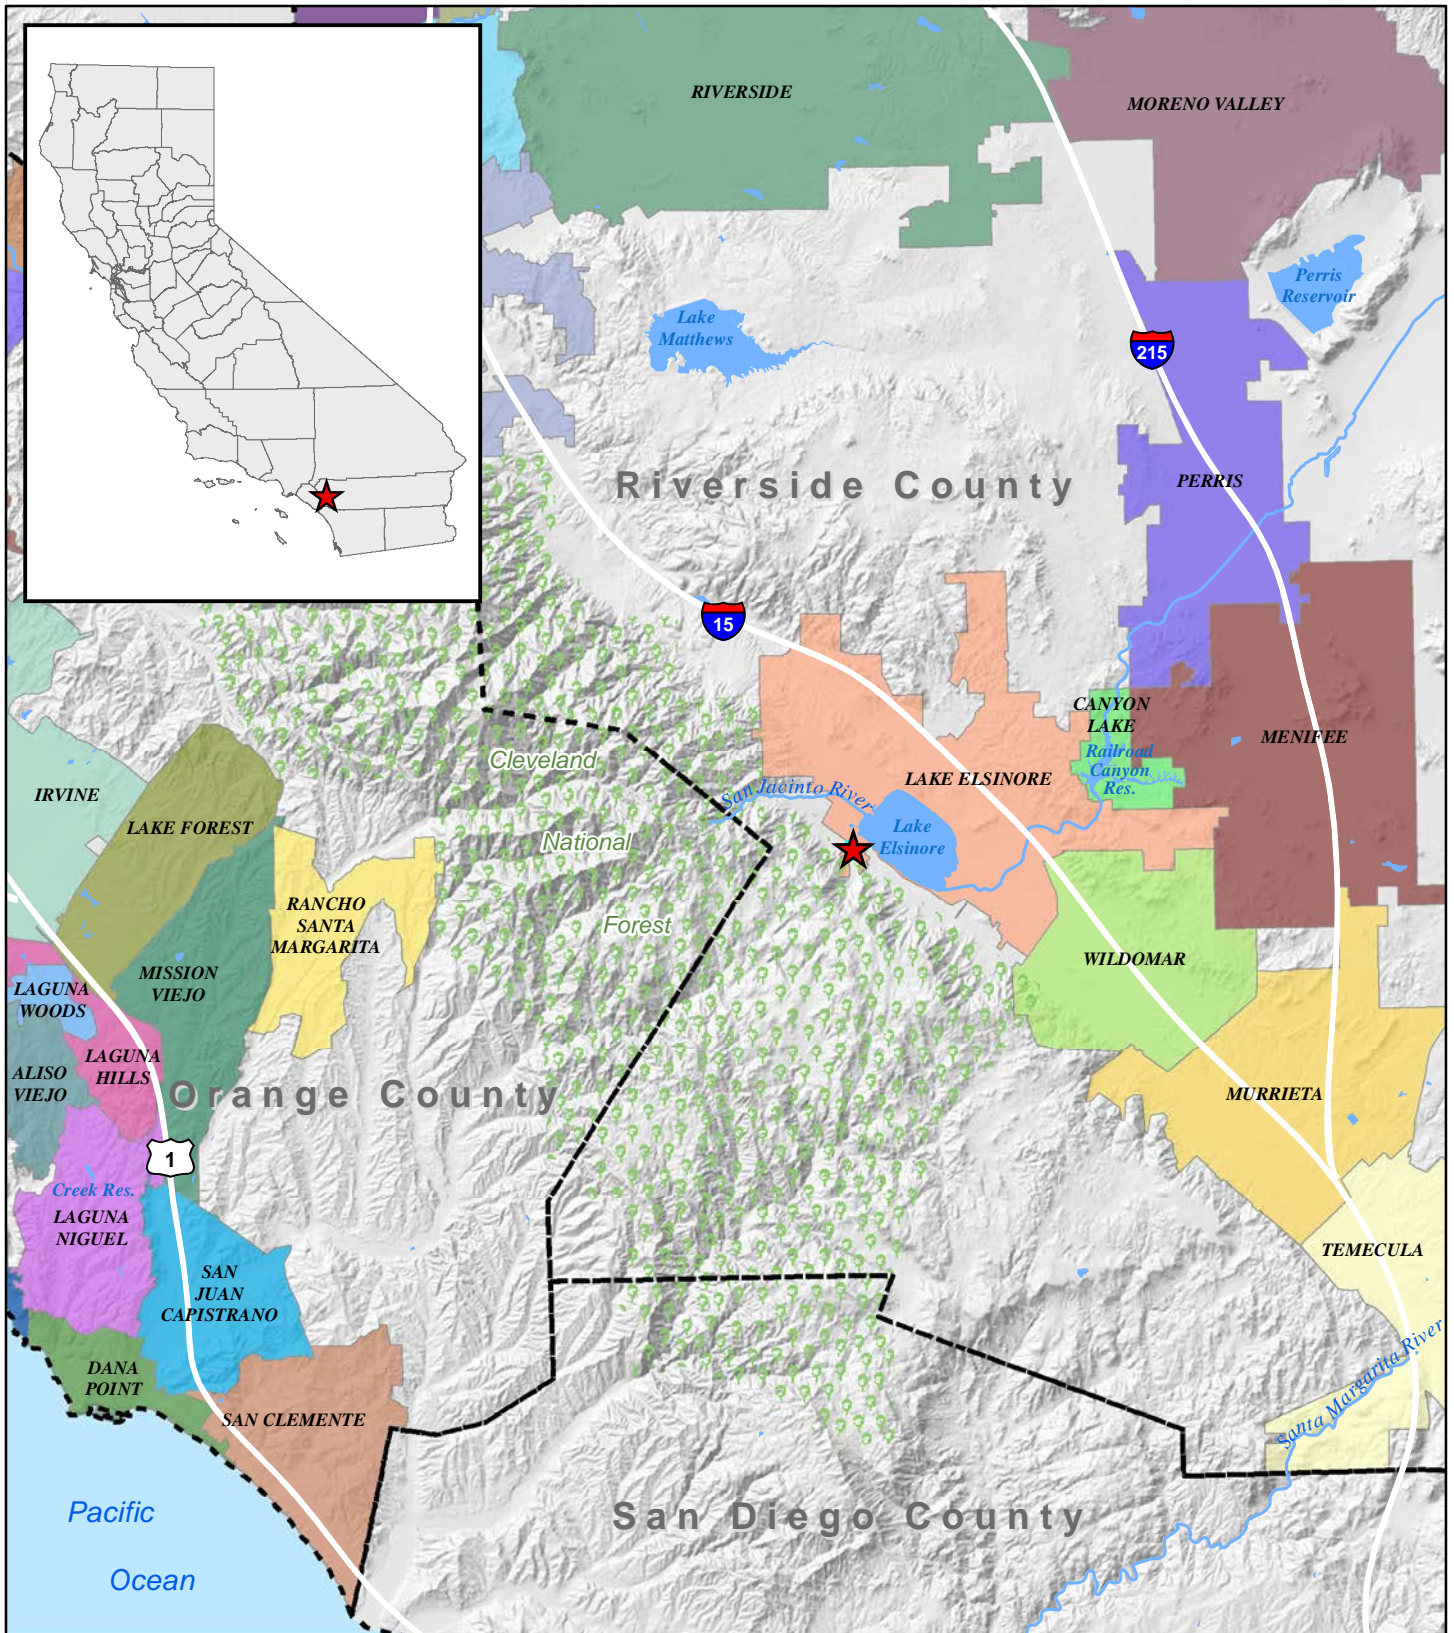 RIVERSIDE
MORENO VALLEY
Perris
Reservoir
Lake
Matthews
215
Riverside County
PERRIS
15
CANYON
LAKE
MENIFEE
Railroad
Canyon
Res.
Cleveland
LAKE ELSINORE
San Jacinto River
IRVINE
LAKE FOREST
Lake
Elsinore
National
RANCHO
SANTA
MARGARITA
Forest
MISSION
VIEJO
WILDOMAR
LAGUNA
WOODS
LAGUNA
HILLS
ALISO
VIEJO
Orange County
MURRIETA
1
Creek Res.
LAGUNA
NIGUEL
TEMECULA
SAN
JUAN
CAPISTRANO
DANA
POINT
Santa Margarita River
SAN CLEMENTE
Pacific
Ocean
San Diego County